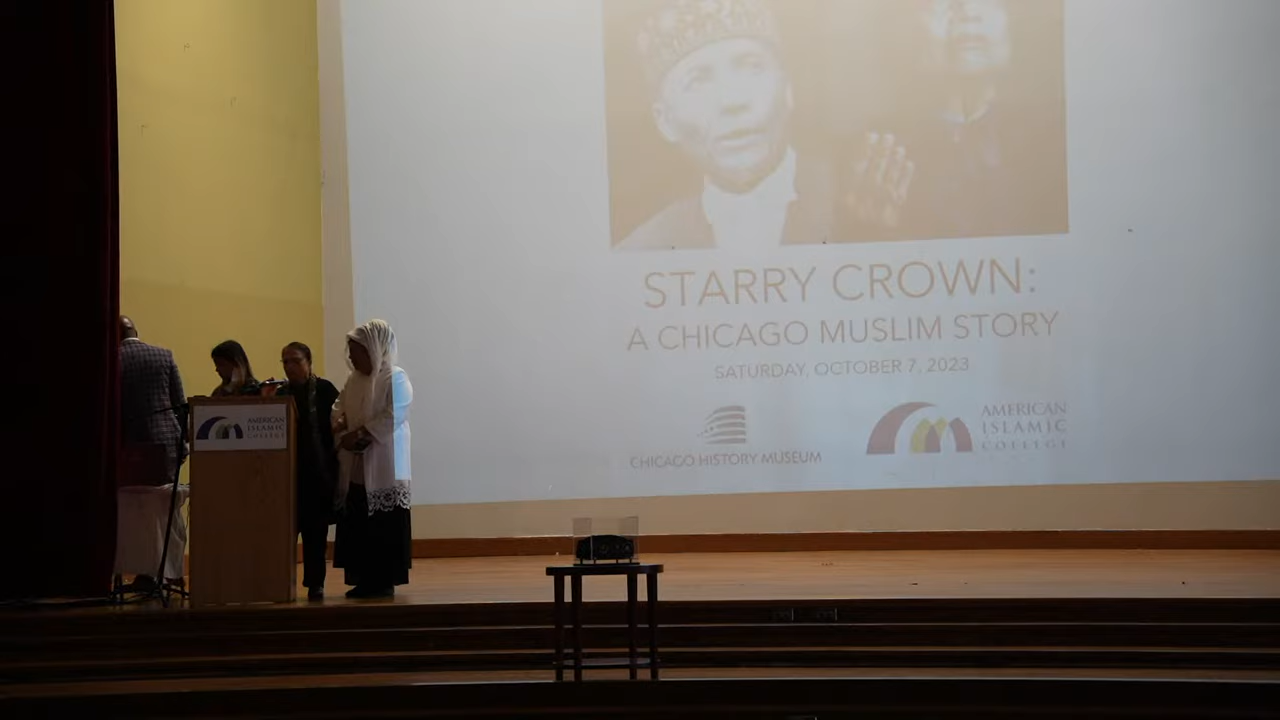 STARRY CROWN:
A CHICAGO MUSLIM STORY
SATURDAY, OCTOBER 7, 2023
CHICAGO HISTORY MUSEUM
AMERICAN
ISLAMIC
COLLEGE
AMERICAN
ISLAMIC
COLLEGE